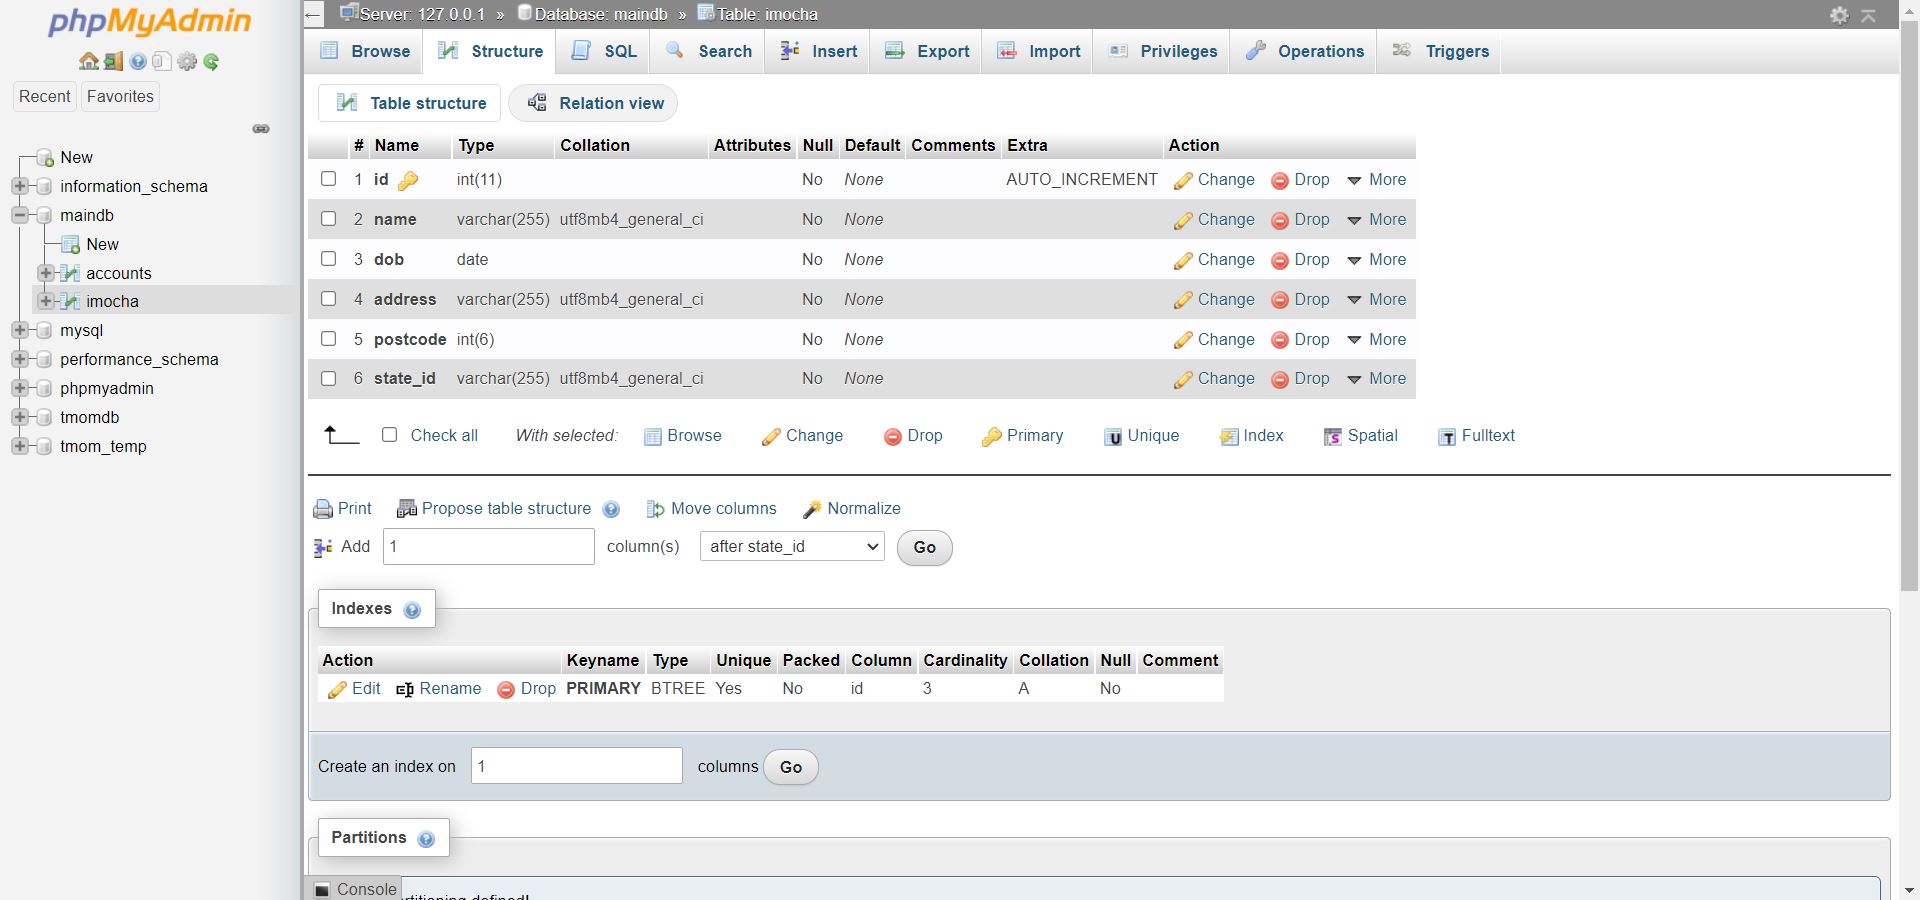 phpMyAdmin
Recent Favorites
New
information_schema
maindb
New
accounts
imocha
mysql
performance_schema
phpmyadmin
tmomdb
tmom_temp
Server: 127.0.0.1 » Database: maindb » Table: imocha
Browse Structure SQL Search Insert Export Import Privileges Operations Triggers
Table structure Relation view
# Name Type Collation Attributes Null Default Comments Extra Action
1 id int(11) No None AUTO_INCREMENT Change Drop More
2 name varchar(255) utf8mb4_general_ci No None Change Drop More
3 dob date No None Change Drop More
4 address varchar(255) utf8mb4_general_ci No None Change Drop More
5 postcode int(6) No None Change Drop More
6 state_id varchar(255) utf8mb4_general_ci No None Change Drop More
Check all With selected: Browse Change Drop Primary Unique Index Spatial Fulltext
Print Propose table structure Move columns Normalize
Add 1 column(s) after state_id Go
Indexes
Action Keyname Type Unique Packed Column Cardinality Collation Null Comment
Edit Rename Drop PRIMARY BTREE Yes No id 3 A No
Create an index on 1 columns Go
Partitions
Console